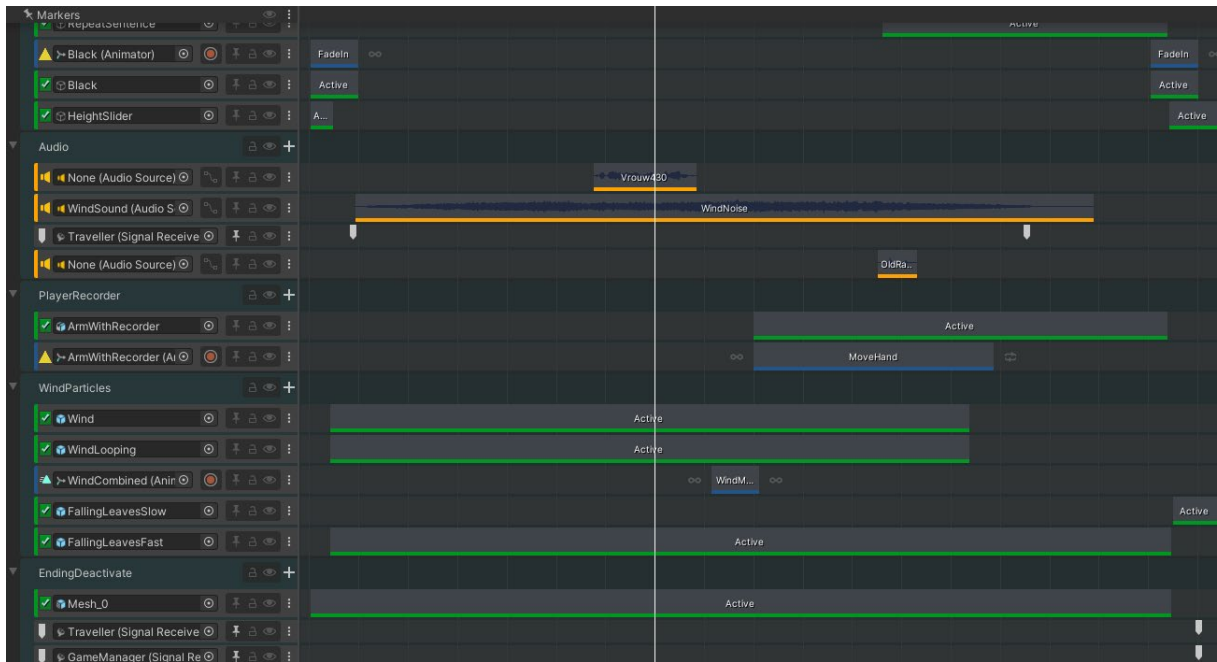 Markers
RepeatSentence Active
Black (Animator) FadeIn FadeIn
Black Active Active
HeightSlider A... Active
Audio
None (Audio Source) Vrouw430
WindSound (Audio S WindNoise
Traveller (Signal Receive
None (Audio Source) OldRa...
PlayerRecorder
ArmWithRecorder Active
ArmWithRecorder (Ai MoveHand
WindParticles
Wind Active
WindLooping Active
WindCombined (Anir WindM...
FallingLeavesSlow Active
FallingLeavesFast Active
EndingDeactivate
Mesh_0 Active
Traveller (Signal Receive
GameManager (Signal Re